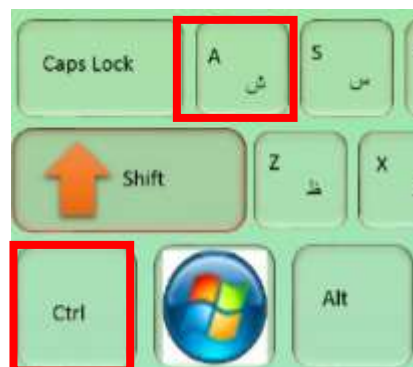 Caps Lock A ش S س
Shift Z ظ X
Ctrl Alt